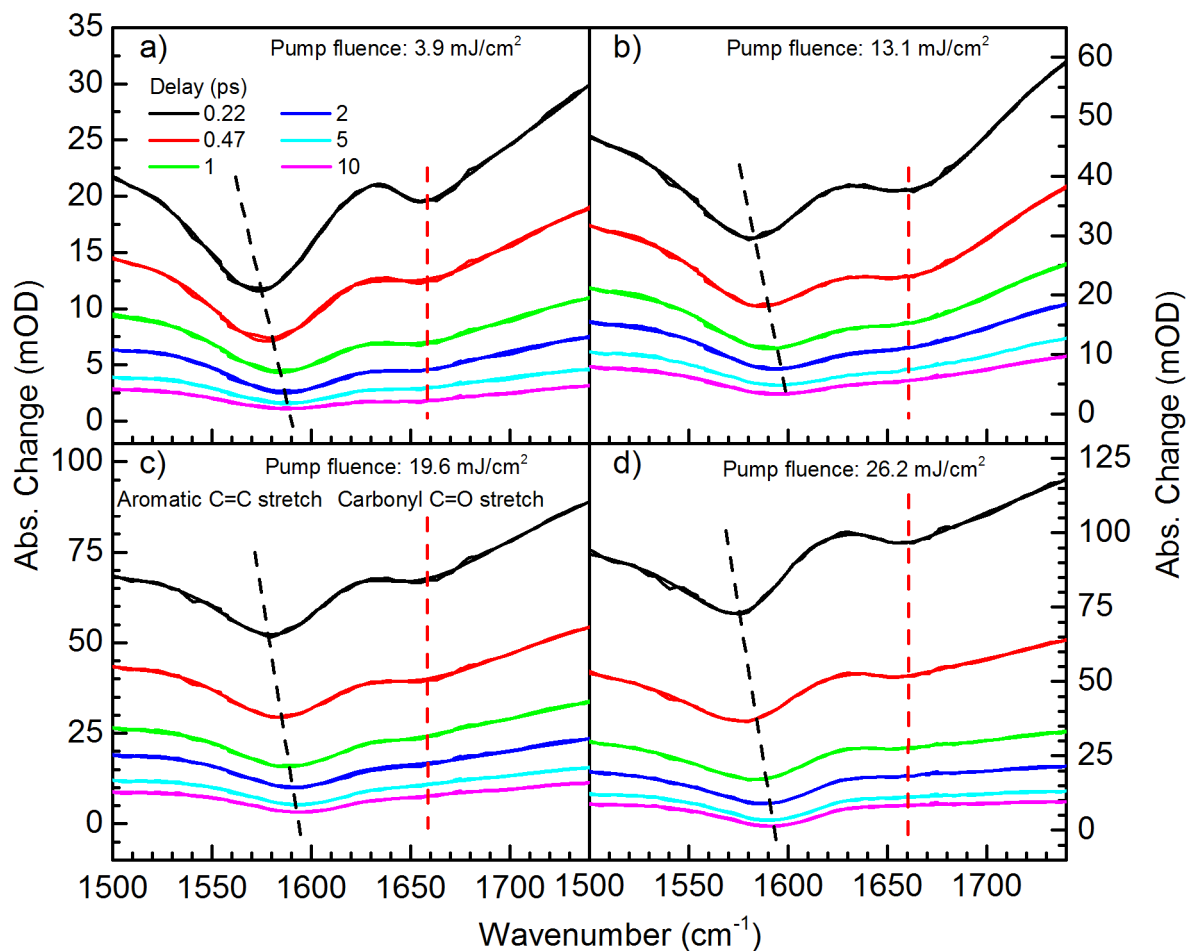 a)
Pump fluence: 3.9 mJ/cm²
Delay (ps)
0.22
2
0.47
5
1
10
35
30
25
20
15
10
5
0
b)
Pump fluence: 13.1 mJ/cm²
60
50
40
30
20
10
0
c)
Pump fluence: 19.6 mJ/cm²
Aromatic C=C stretch Carbonyl C=O stretch
100
75
50
25
0
d)
Pump fluence: 26.2 mJ/cm²
125
100
75
50
25
0
Abs. Change (mOD)
Abs. Change (mOD)
1500 1550 1600 1650 1700 1500 1550 1600 1650 1700
Wavenumber (cm⁻¹)